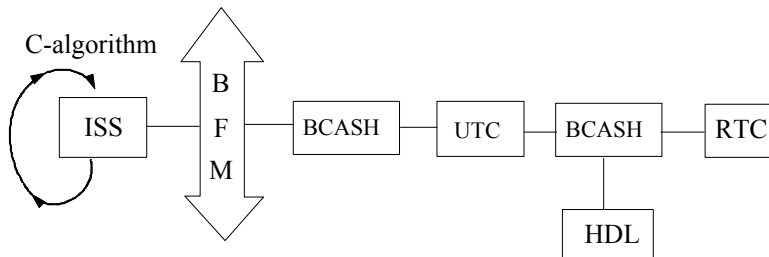 C-algorithm
ISS
B
F
M
BCASH
UTC
BCASH
RTC
HDL